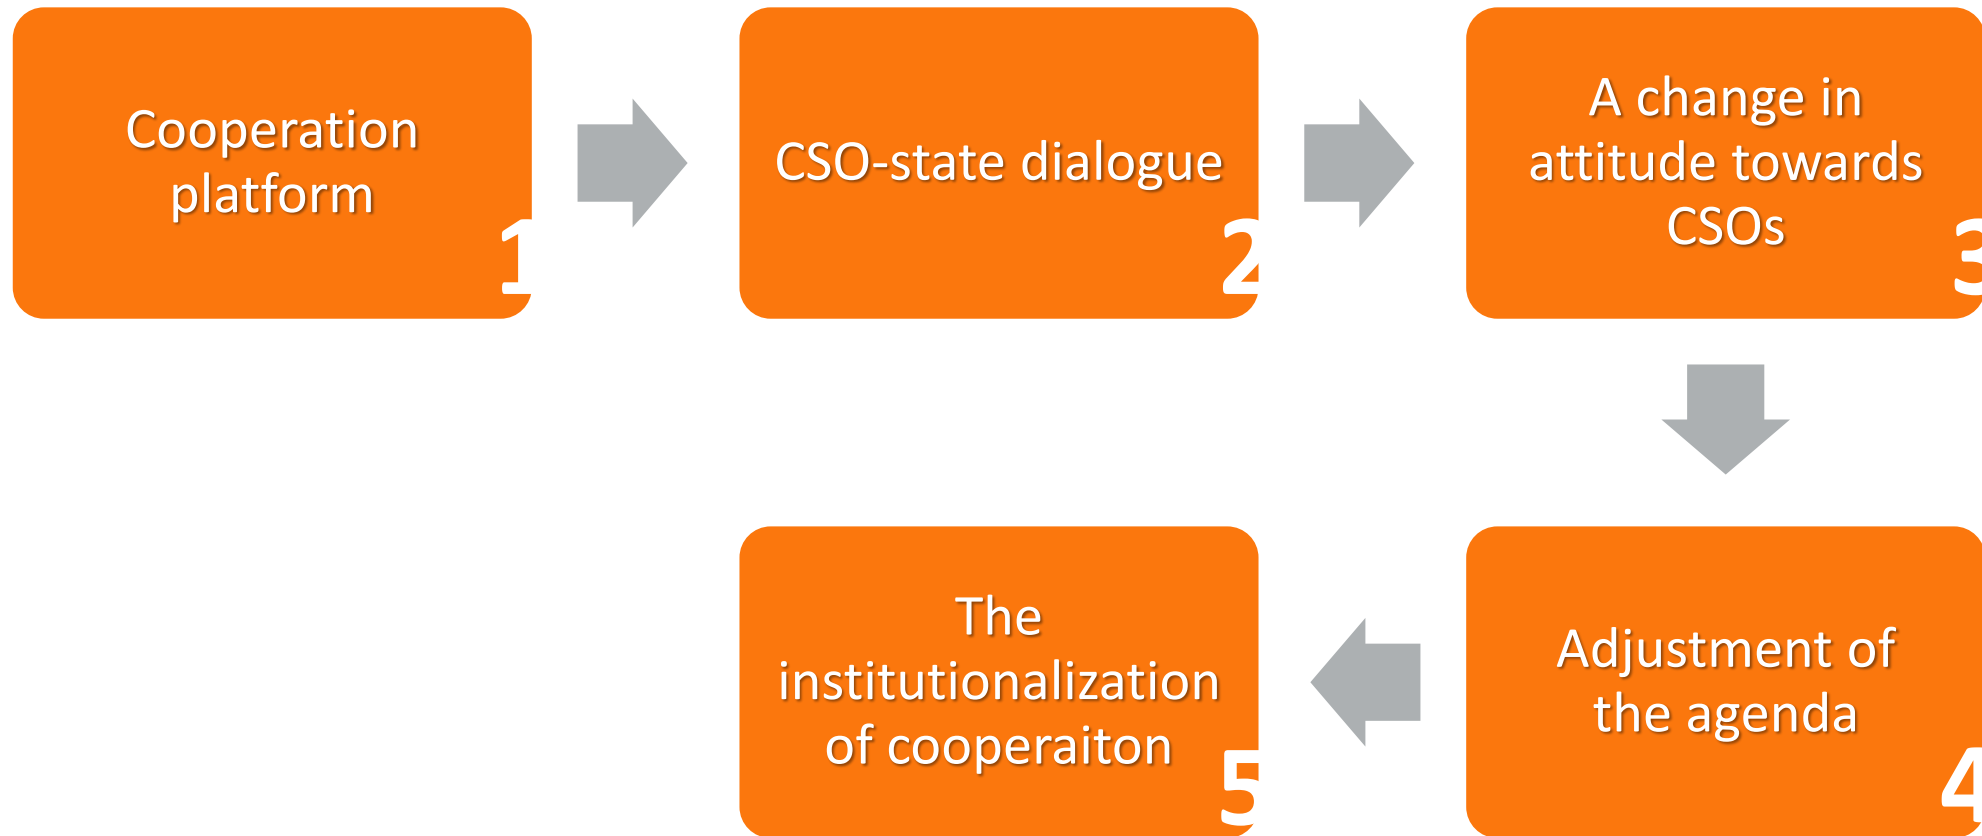 Cooperation
platform
1
CSO-state dialogue
2
A change in
attitude towards
CSOs
3
Adjustment of
the agenda
4
The
institutionalization
of cooperaiton
5